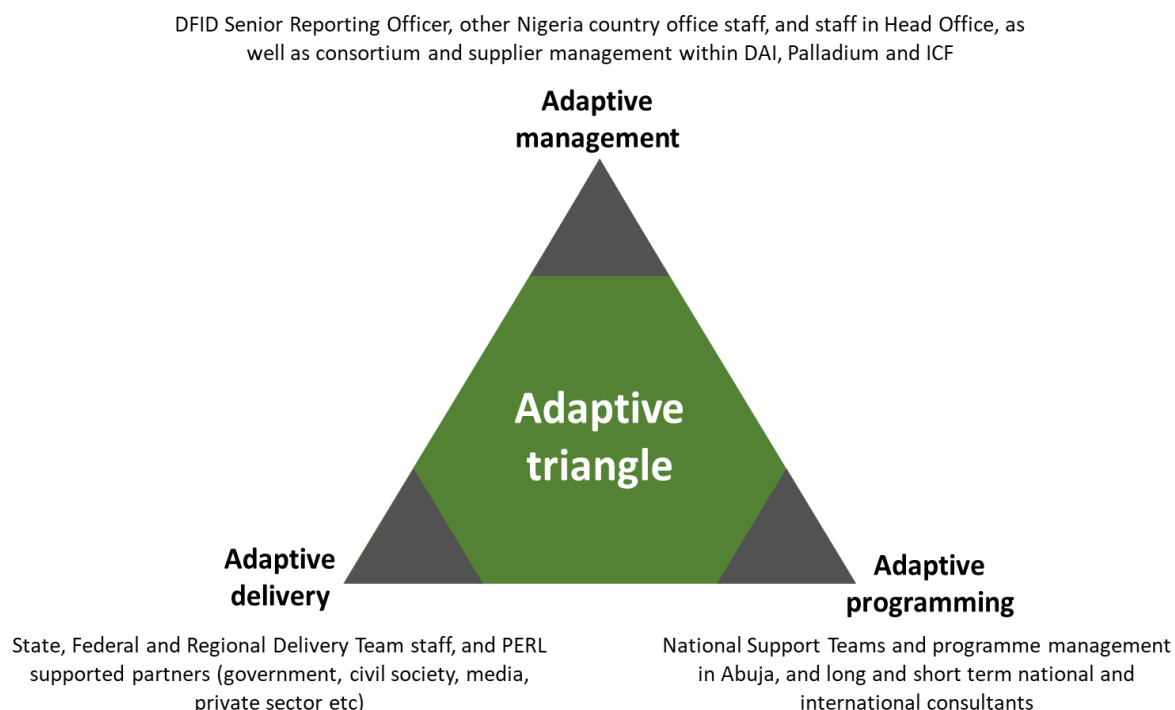 DFID Senior Reporting Officer, other Nigeria country office staff, and staff in Head Office, as
well as consortium and supplier management within DAI, Palladium and ICF
Adaptive
management
Adaptive
triangle
Adaptive
delivery
State, Federal and Regional Delivery Team staff, and PERL
supported partners (government, civil society, media,
private sector etc)
Adaptive
programming
National Support Teams and programme management
in Abuja, and long and short term national and
international consultants